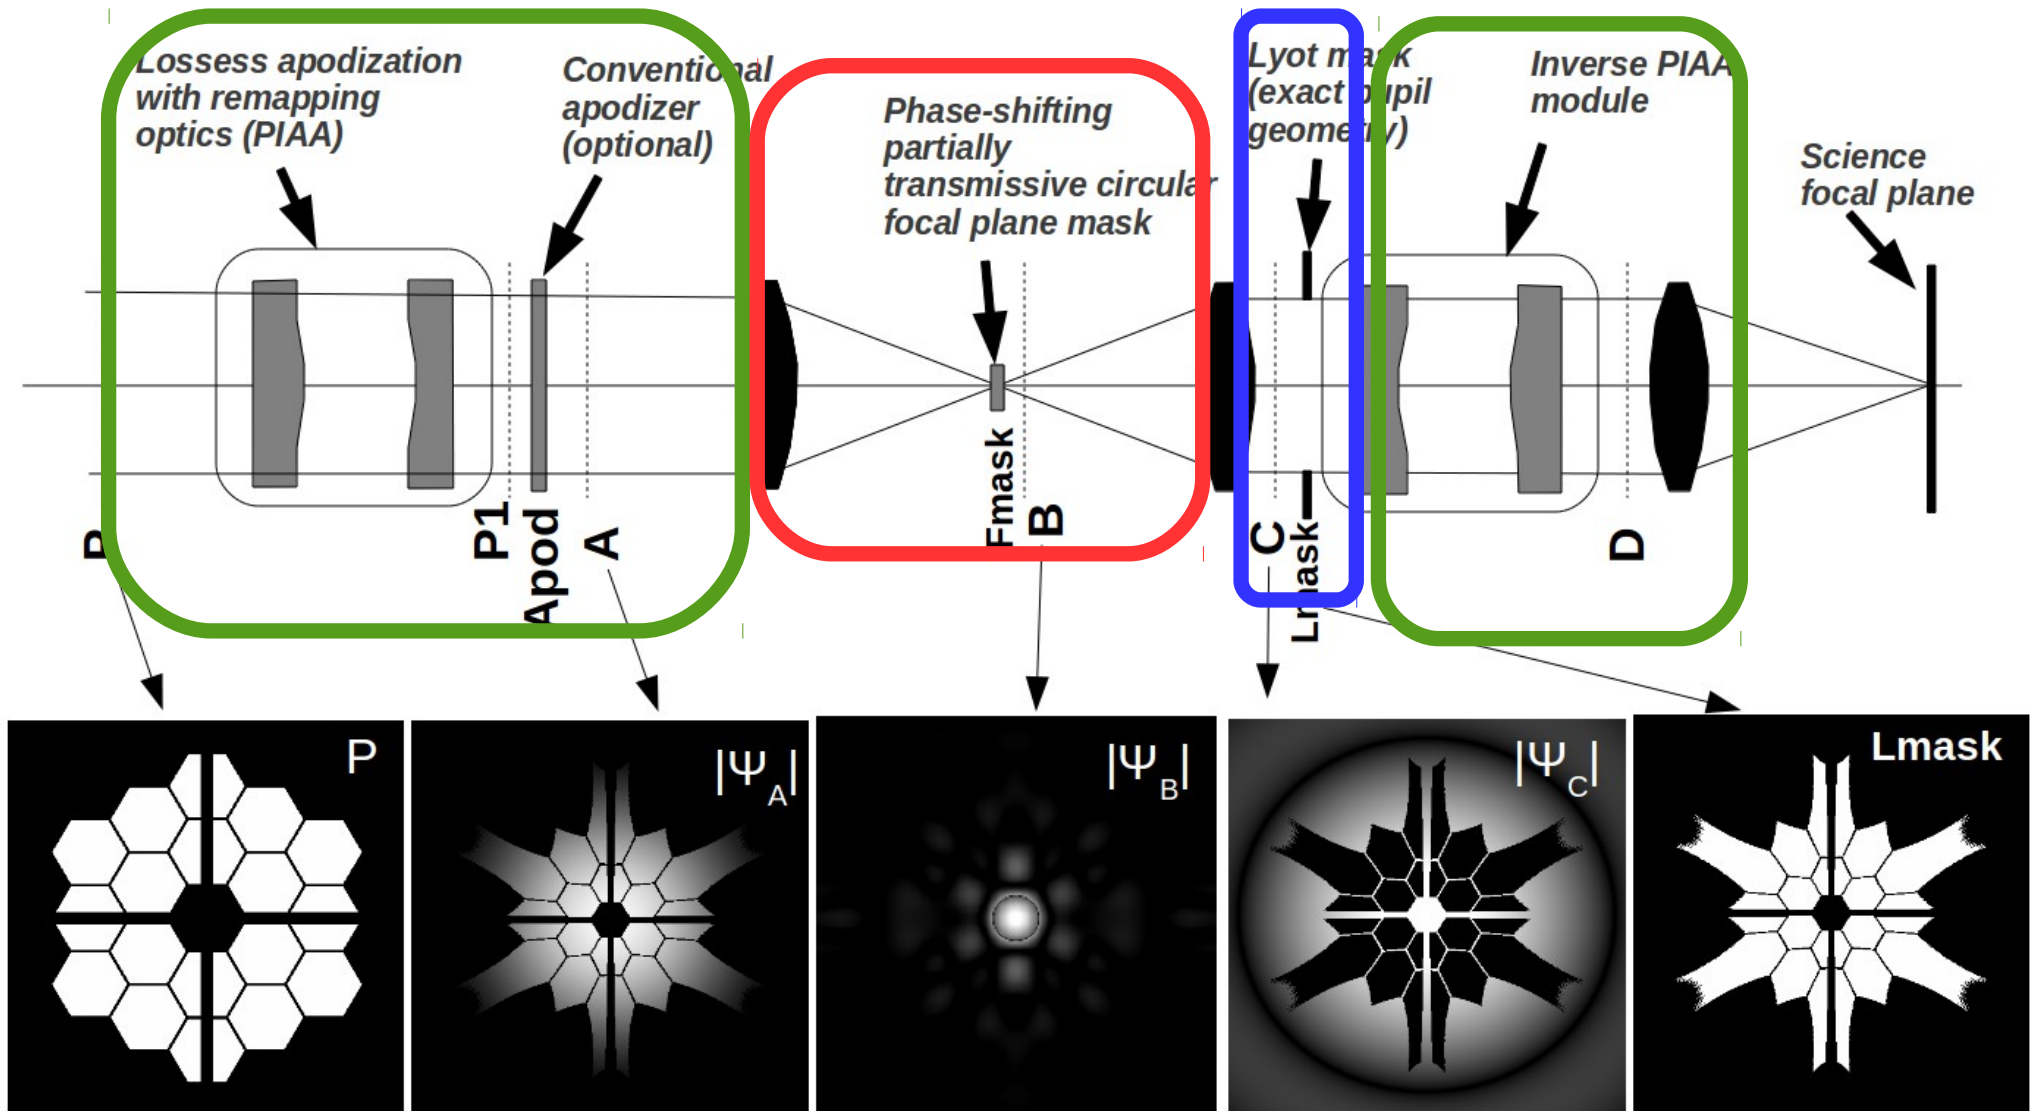 Lossess apodization
with remapping
optics (PIAA)
Conventional
apodizer
(optional)
Phase-shifting
partially
transmissive circular
focal plane mask
Lyot mask
(exact pupil
geometry)
Inverse PIAA
module
Science
focal plane
P
P1
Apod
A
Fmask
B
C
Lmask
D
P
|Ψ_A|
|Ψ_B|
|Ψ_C|
Lmask